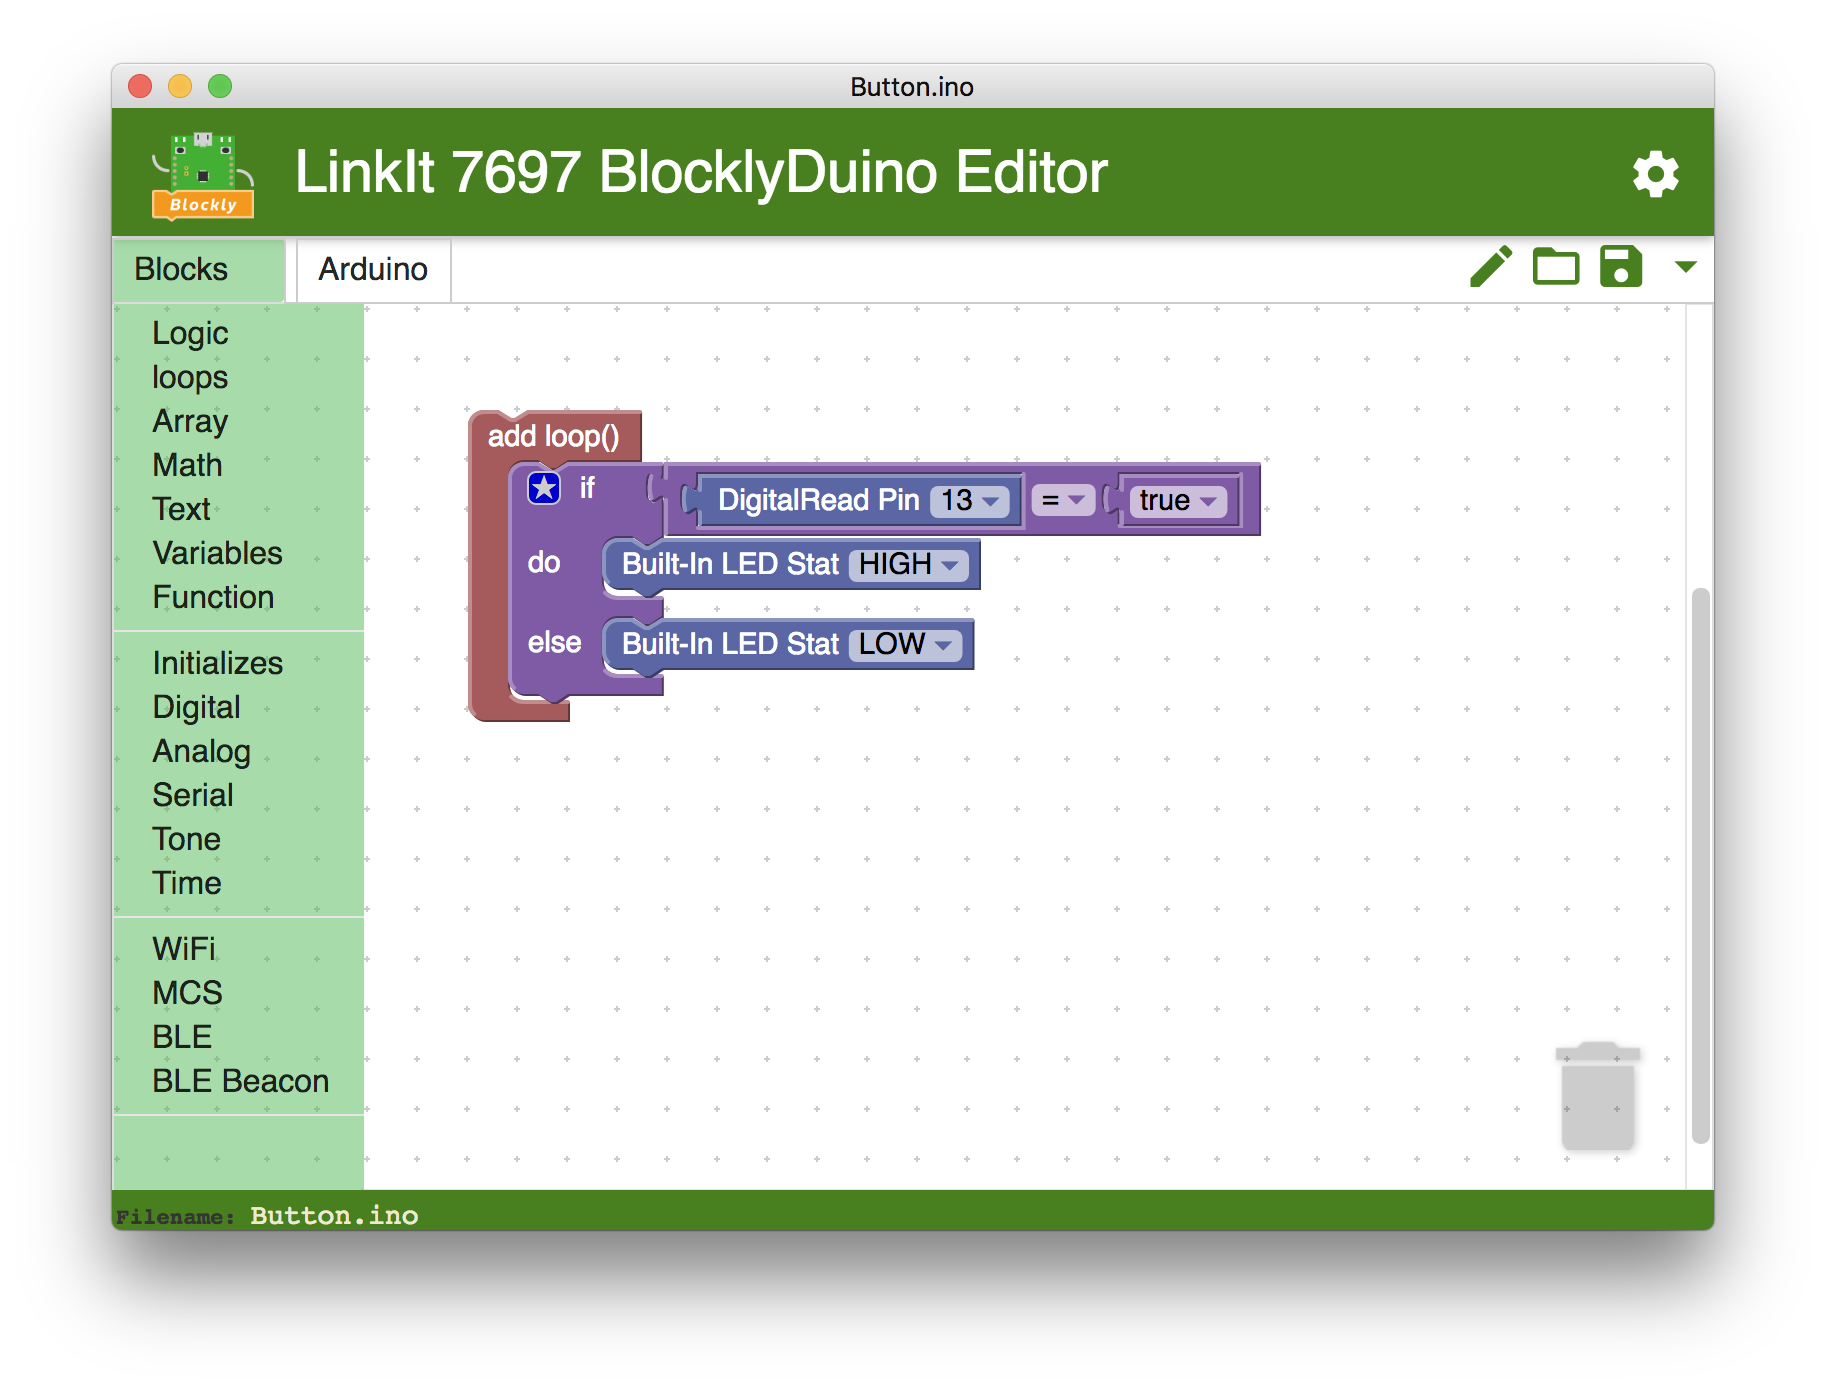 Button.ino
Blockly
LinkIt 7697 BlocklyDuino Editor
Blocks
Arduino
Logic
loops
Array
Math
Text
Variables
Function
Initializes
Digital
Analog
Serial
Tone
Time
WiFi
MCS
BLE
BLE Beacon
add loop()
if DigitalRead Pin 13 = true
do Built-In LED Stat HIGH
else Built-In LED Stat LOW
Filename: Button.ino